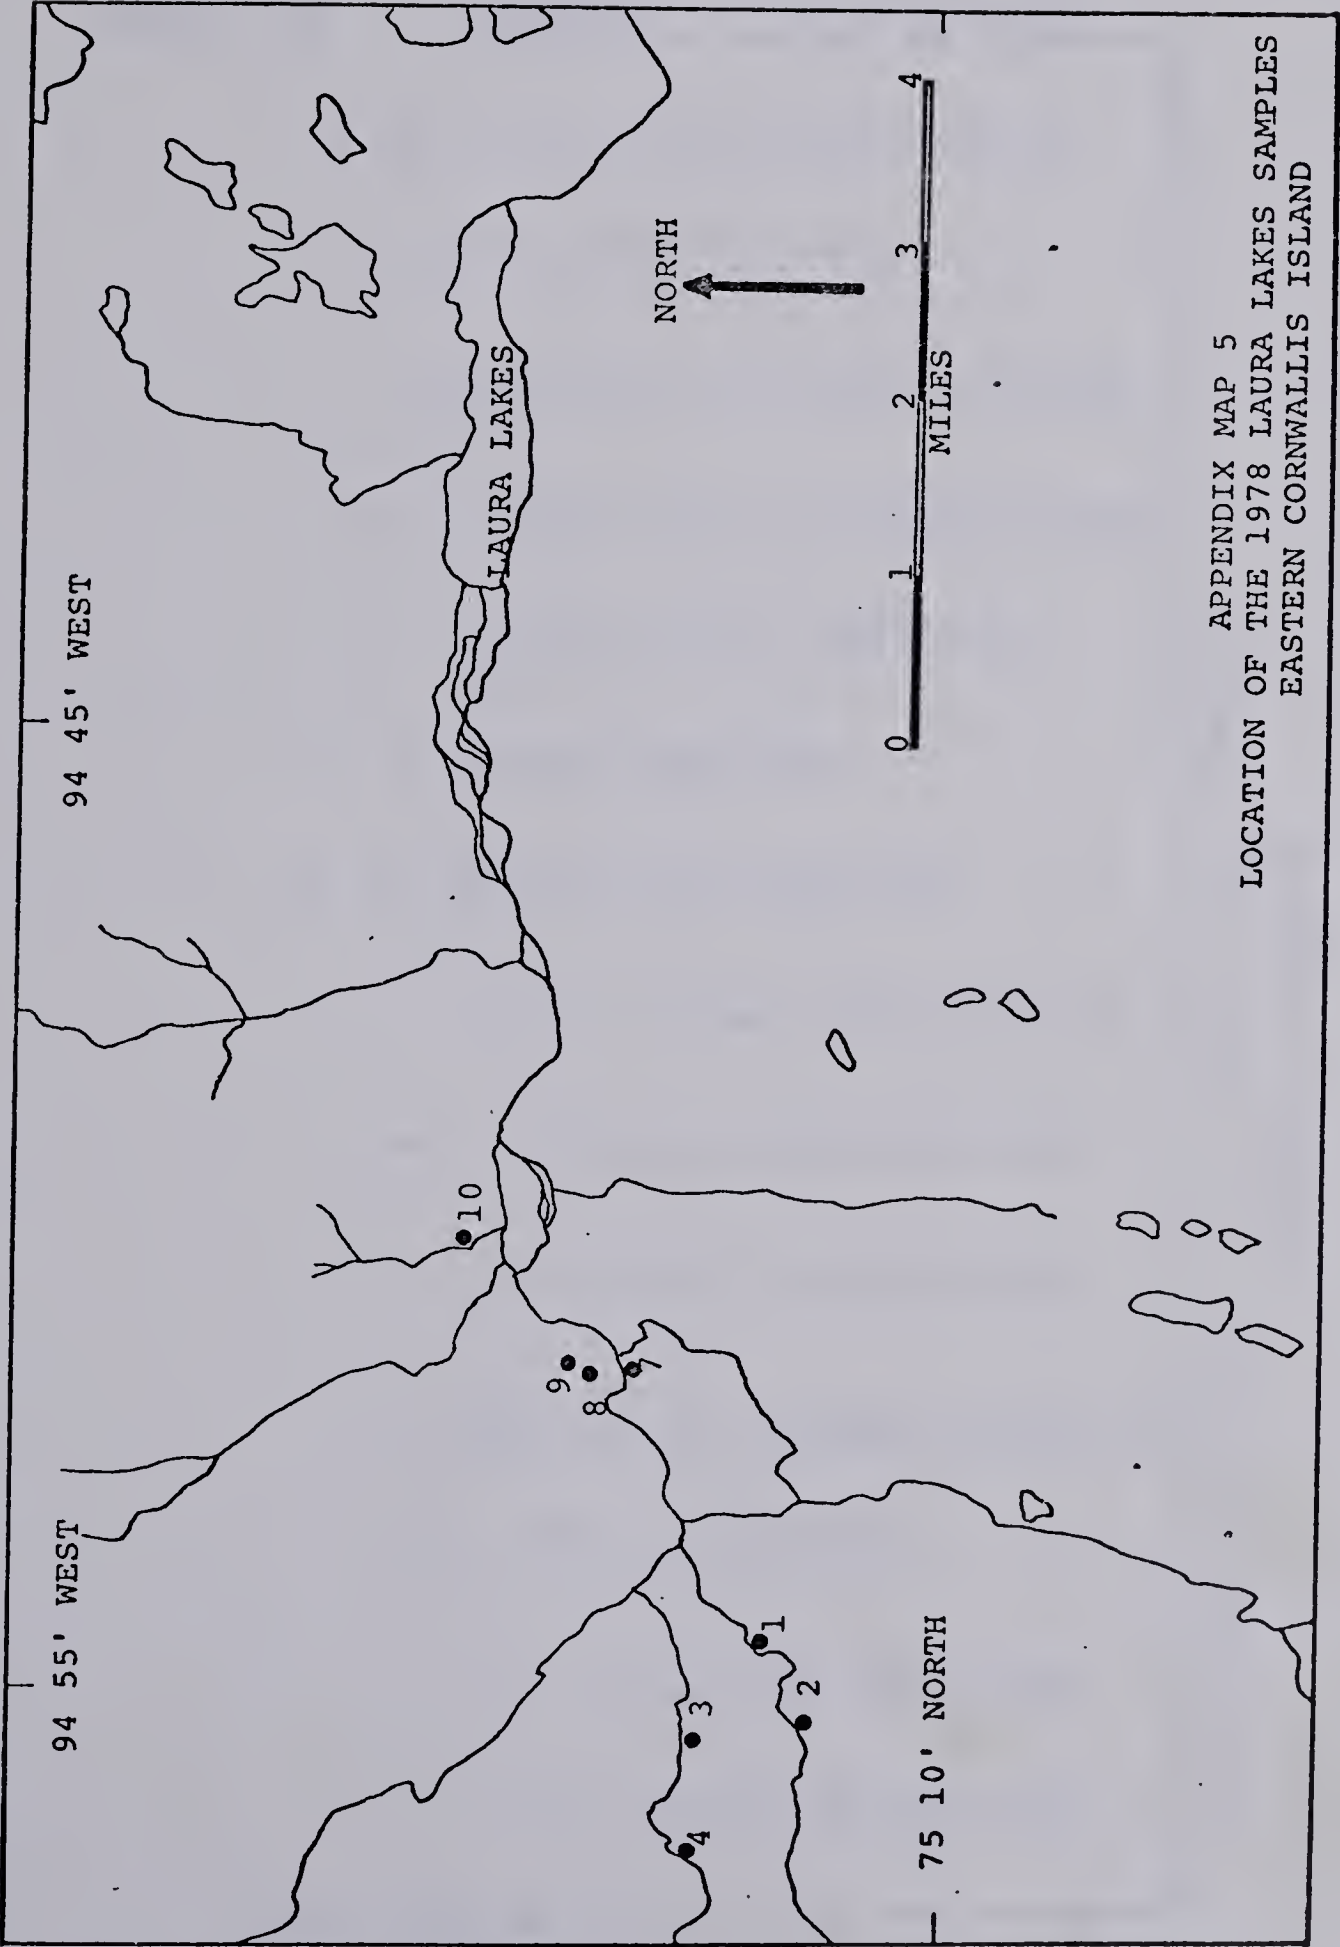 94 55' WEST
94 45' WEST
10
LAURA LAKES
9
8
7
3
4
1
2
NORTH
75 10' NORTH
0 1 2 3 4
MILES
APPENDIX MAP 5
LOCATION OF THE 1978 LAURA LAKES SAMPLES
EASTERN CORNWALLIS ISLAND